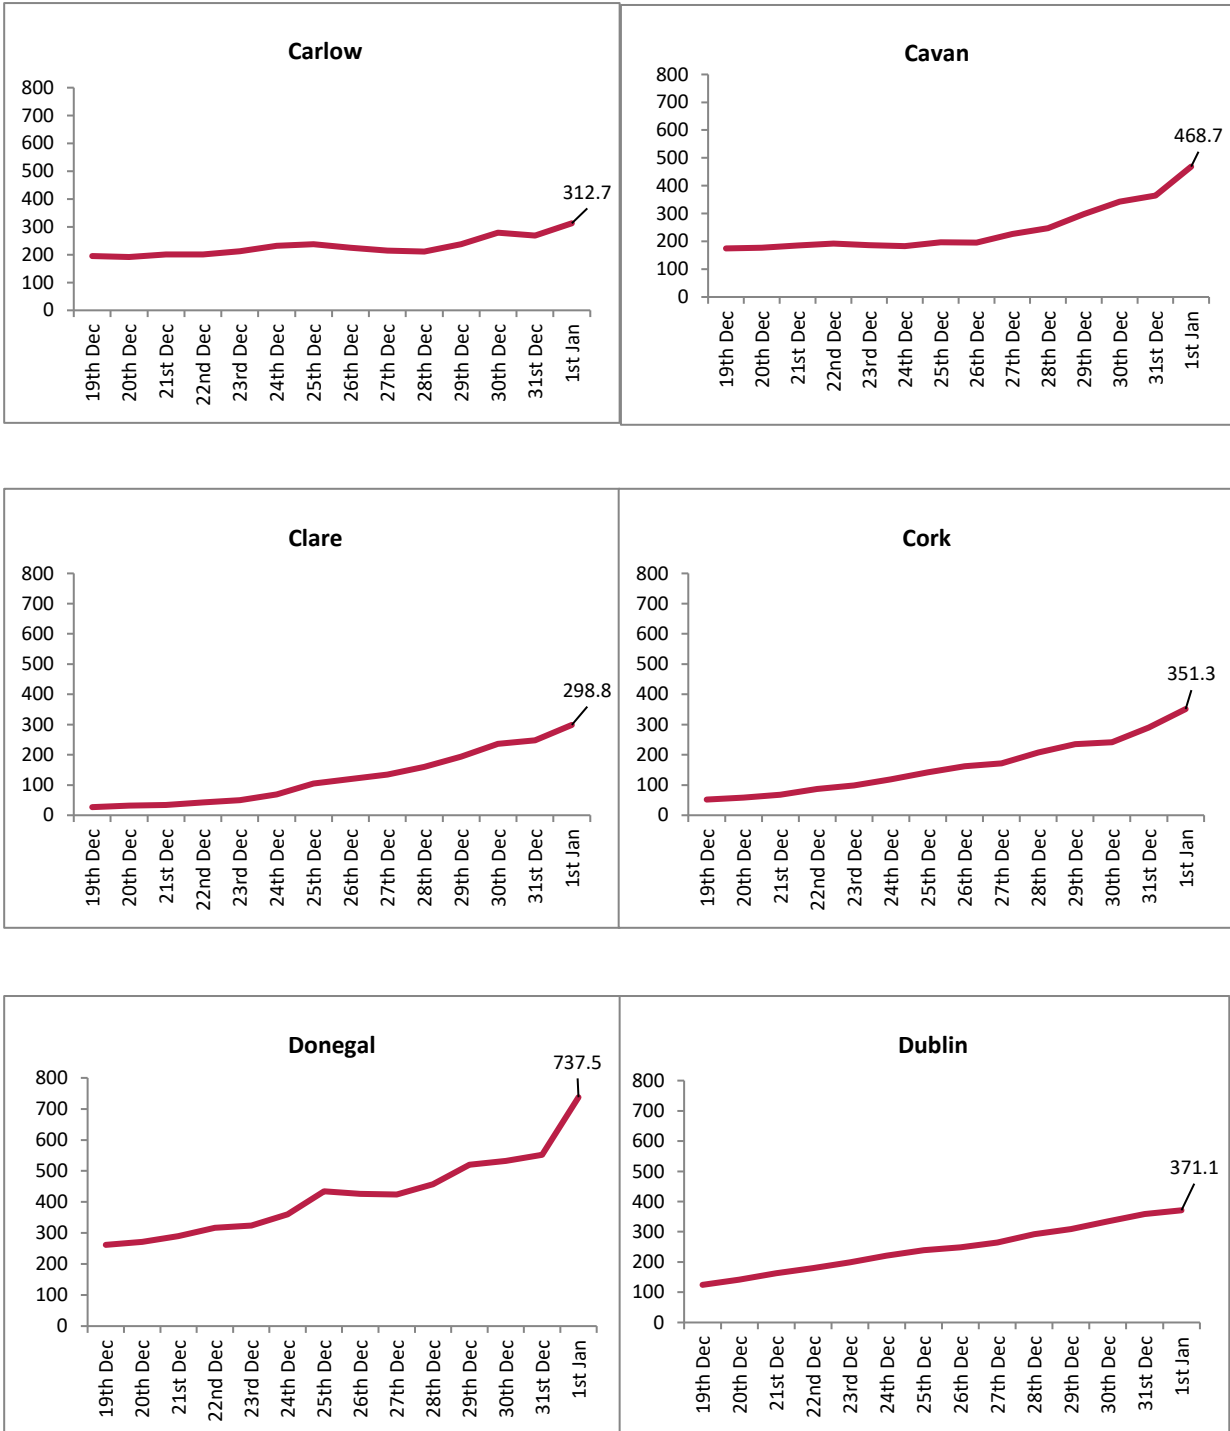 Carlow
800
700
600
500
400
300
200
100
0
312.7
19th Dec
20th Dec
21st Dec
22nd Dec
23rd Dec
24th Dec
25th Dec
26th Dec
27th Dec
28th Dec
29th Dec
30th Dec
31st Dec
1st Jan
Cavan
800
700
600
500
400
300
200
100
0
468.7
19th Dec
20th Dec
21st Dec
22nd Dec
23rd Dec
24th Dec
25th Dec
26th Dec
27th Dec
28th Dec
29th Dec
30th Dec
31st Dec
1st Jan
Clare
800
700
600
500
400
300
200
100
0
298.8
19th Dec
20th Dec
21st Dec
22nd Dec
23rd Dec
24th Dec
25th Dec
26th Dec
27th Dec
28th Dec
29th Dec
30th Dec
31st Dec
1st Jan
Cork
800
700
600
500
400
300
200
100
0
351.3
19th Dec
20th Dec
21st Dec
22nd Dec
23rd Dec
24th Dec
25th Dec
26th Dec
27th Dec
28th Dec
29th Dec
30th Dec
31st Dec
1st Jan
Donegal
800
700
600
500
400
300
200
100
0
737.5
19th Dec
20th Dec
21st Dec
22nd Dec
23rd Dec
24th Dec
25th Dec
26th Dec
27th Dec
28th Dec
29th Dec
30th Dec
31st Dec
1st Jan
Dublin
800
700
600
500
400
300
200
100
0
371.1
19th Dec
20th Dec
21st Dec
22nd Dec
23rd Dec
24th Dec
25th Dec
26th Dec
27th Dec
28th Dec
29th Dec
30th Dec
31st Dec
1st Jan